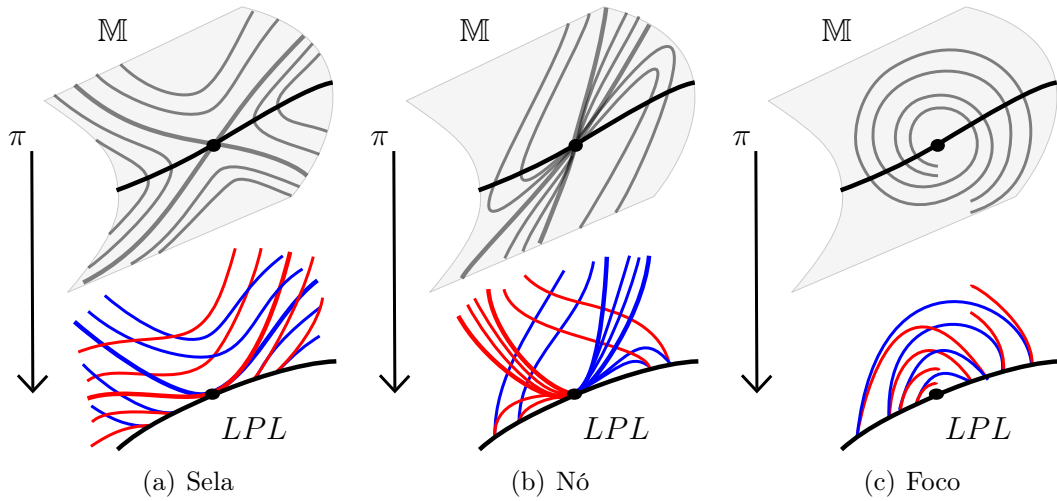 𝕄 𝕄 𝕄
π π π
LPL LPL LPL
(a) Sela (b) Nó (c) Foco